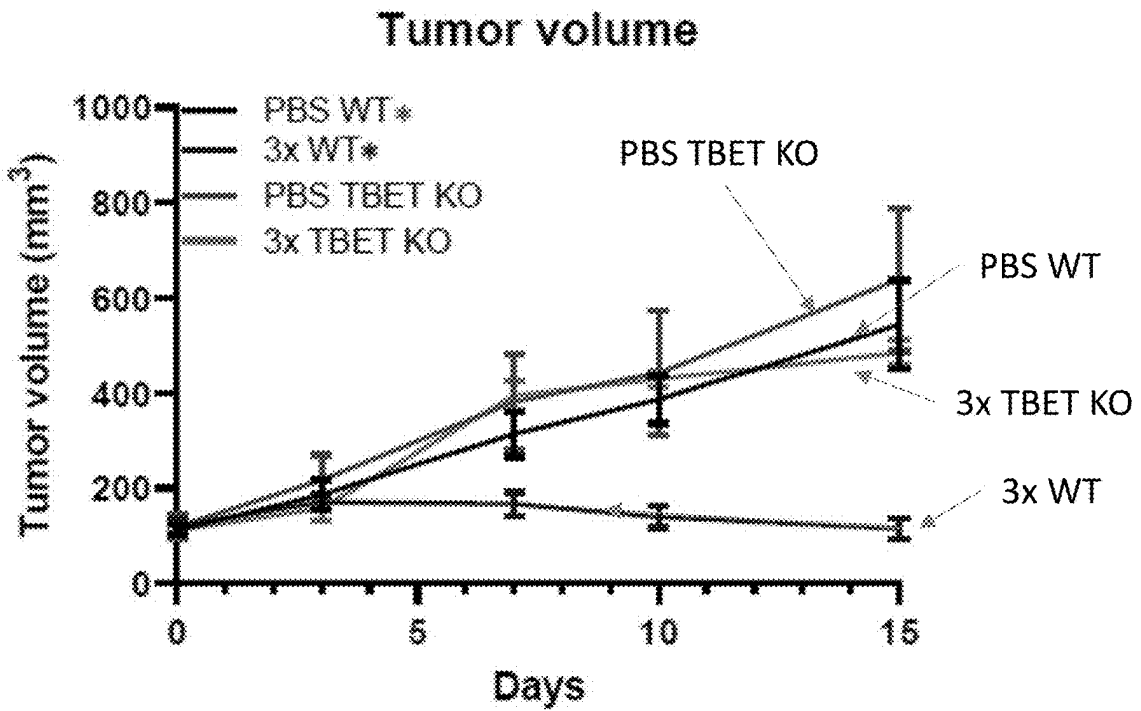 Tumor volume
Tumor volume (mm³)
1000
800
600
400
200
0
PBS WT*
3x WT*
PBS TBET KO
3x TBET KO
PBS TBET KO
PBS WT
3x TBET KO
3x WT
0 5 10 15
Days